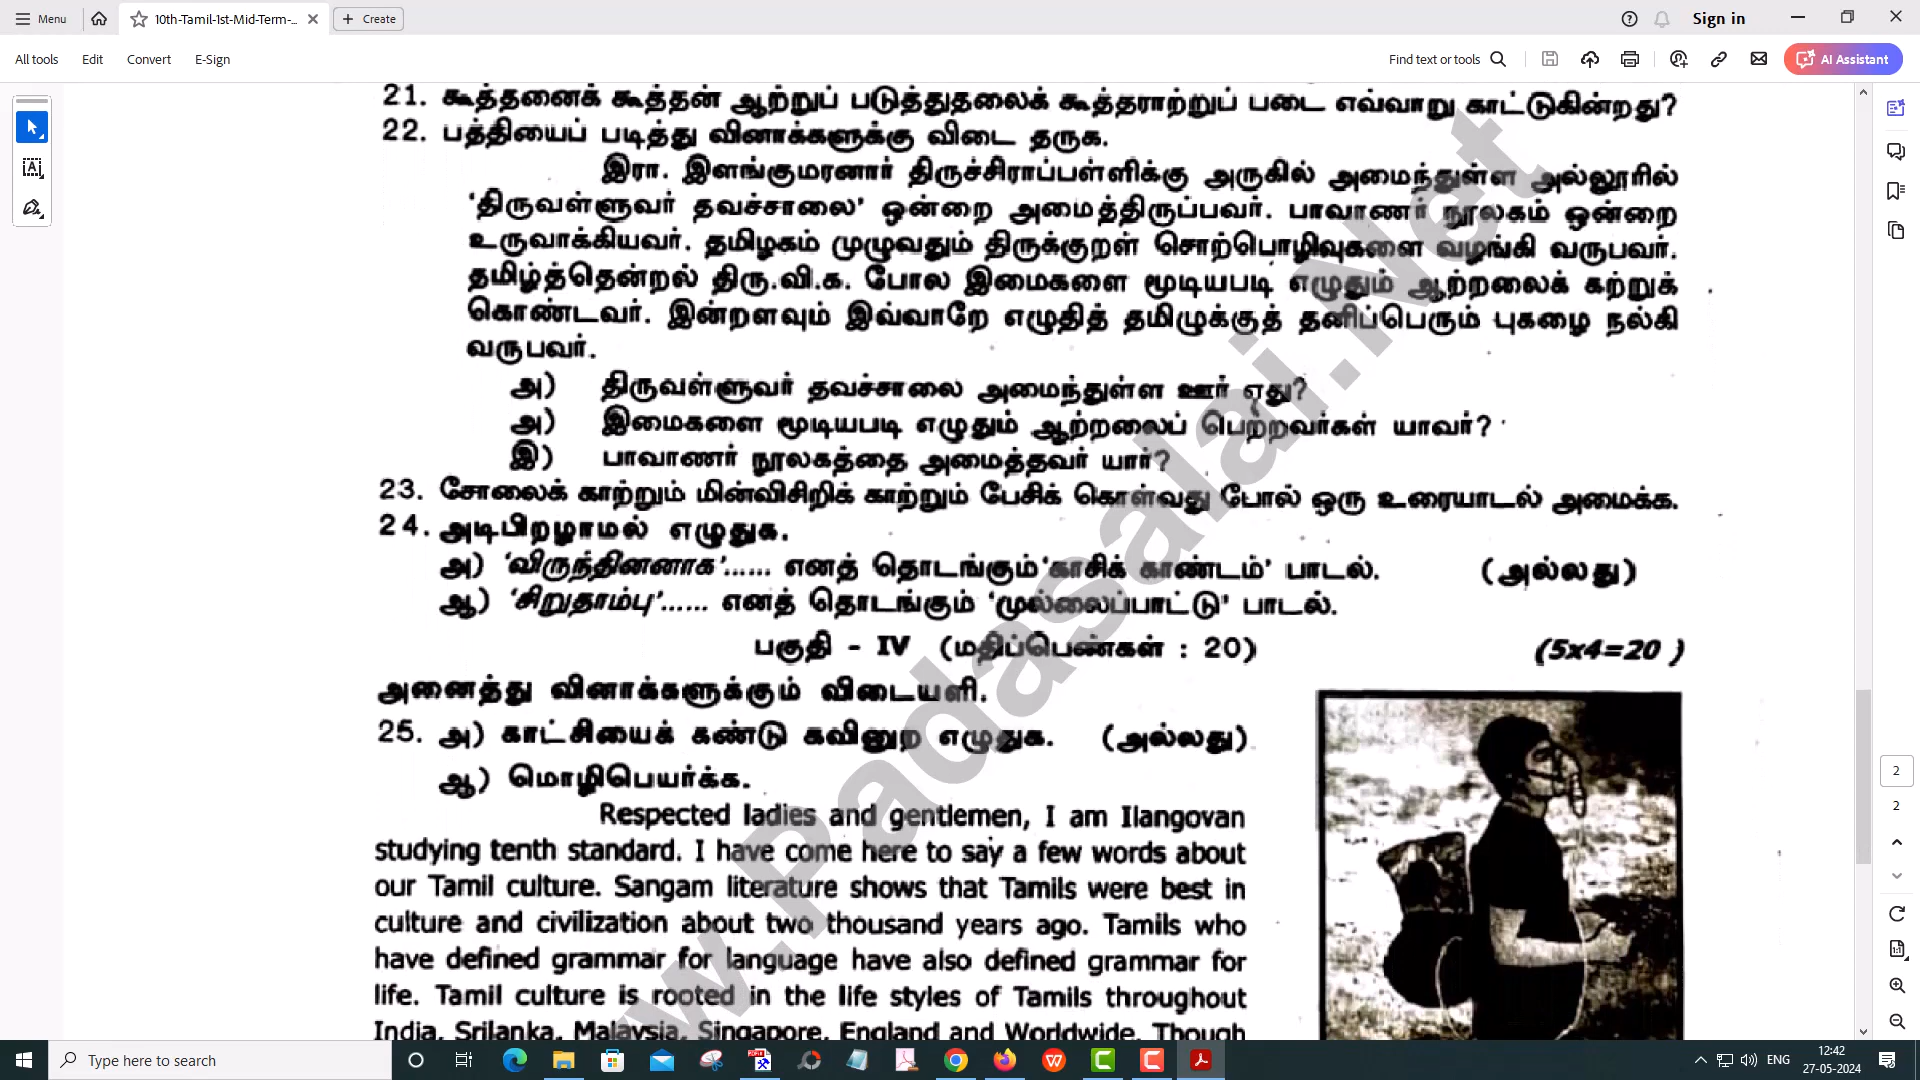 Menu
10th-Tamil-1st-Mid-Term-...
Create
Sign in
All tools Edit Convert E-Sign
Find text or tools
AI Assistant
21. கூத்தனைக் கூத்தன் ஆற்றுப் படுத்துதலைக் கூத்தராற்றுப் படை எவ்வாறு காட்டுகின்றது?
22. பத்தியைப் படித்து வினாக்களுக்கு விடை தருக.
இரா. இளங்குமரனார் திருச்சிராப்பள்ளிக்கு அருகில் அமைந்துள்ள அல்லூரில்
‘திருவள்ளுவர் தவச்சாலை’ ஒன்றை அமைத்திருப்பவர். பாவாணர் நூலகம் ஒன்றை
உருவாக்கியவர். தமிழகம் முழுவதும் திருக்குறள் சொற்பொழிவுகளை வழங்கி வருபவர்.
தமிழ்த்தென்றல் திரு.வி.க. போல இமைகளை மூடியபடி எழுதும் ஆற்றலைக் கற்றுக்
கொண்டவர். இன்றளவும் இவ்வாறே எழுதித் தமிழுக்குத் தனிப்பெரும் புகழை நல்கி
வருபவர்.
அ) திருவள்ளுவர் தவச்சாலை அமைந்துள்ள ஊர் எது?
அ) இமைகளை மூடியபடி எழுதும் ஆற்றலைப் பெற்றவர்கள் யாவர்?
இ) பாவாணர் நூலகத்தை அமைத்தவர் யார்?
23. சோலைக் காற்றும் மின்விசிறிக் காற்றும் பேசிக் கொள்வது போல் ஒரு உரையாடல் அமைக்க.
24. அடிபிறழாமல் எழுதுக.
அ) ‘விருந்தினனாக’...... எனத் தொடங்கும் ‘காசிக் காண்டம்’ பாடல். (அல்லது)
ஆ) ‘சிறுதாம்பு’...... எனத் தொடங்கும் ‘முல்லைப்பாட்டு’ பாடல்.
பகுதி - IV (மதிப்பெண்கள் : 20) (5x4=20 )
அனைத்து வினாக்களுக்கும் விடையளி.
25. அ) காட்சியைக் கண்டு கவினுற எழுதுக. (அல்லது)
ஆ) மொழிபெயர்க்க.
Respected ladies and gentlemen, I am Ilangovan
studying tenth standard. I have come here to say a few words about
our Tamil culture. Sangam literature shows that Tamils were best in
culture and civilization about two thousand years ago. Tamils who
have defined grammar for language have also defined grammar for
life. Tamil culture is rooted in the life styles of Tamils throughout
India, Srilanka, Malaysia, Singapore, England and Worldwide. Though
w.Padasalai.Net
2
2
Type here to search
ENG
12:42
27-05-2024